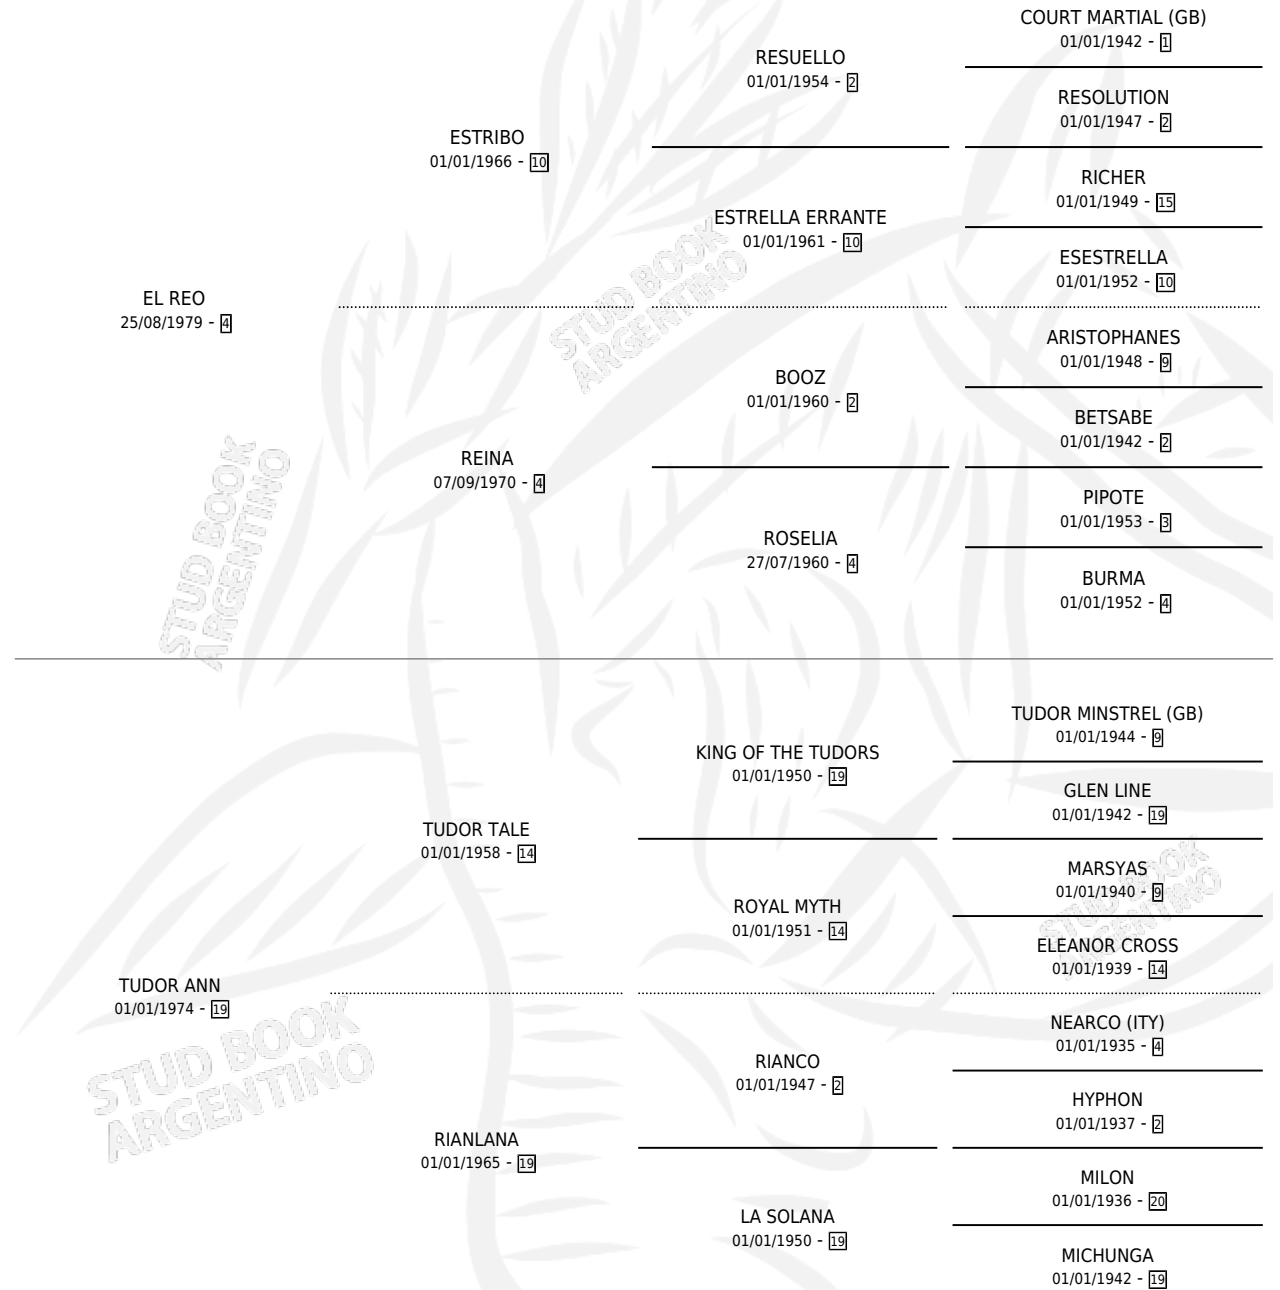 COURT MARTIAL (GB)
01/01/1942 - 1
RESUELLO
01/01/1954 - 2
RESOLUTION
01/01/1947 - 2
ESTRIBO
01/01/1966 - 10
RICHER
01/01/1949 - 15
ESTRELLA ERRANTE
01/01/1961 - 10
ESESTRELLA
01/01/1952 - 10
EL REO
25/08/1979 - 4
ARISTOPHANES
01/01/1948 - 9
BOOZ
01/01/1960 - 2
BETSABE
01/01/1942 - 2
REINA
07/09/1970 - 4
PIPOTE
01/01/1953 - 3
ROSELIA
27/07/1960 - 4
BURMA
01/01/1952 - 4
TUDOR MINSTREL (GB)
01/01/1944 - 9
KING OF THE TUDORS
01/01/1950 - 19
GLEN LINE
01/01/1942 - 19
TUDOR TALE
01/01/1958 - 14
MARSYAS
01/01/1940 - 9
ROYAL MYTH
01/01/1951 - 14
ELEANOR CROSS
01/01/1939 - 14
TUDOR ANN
01/01/1974 - 19
NEARCO (ITY)
01/01/1935 - 4
RIANCO
01/01/1947 - 2
HYPHON
01/01/1937 - 2
RIANLANA
01/01/1965 - 19
MILON
01/01/1936 - 20
LA SOLANA
01/01/1950 - 19
MICHUNGA
01/01/1942 - 19
STUD BOOK
ARGENTINO
STUD BOOK
ARGENTINO
STUD BOOK
ARGENTINO
STUD BOOK
ARGENTINO